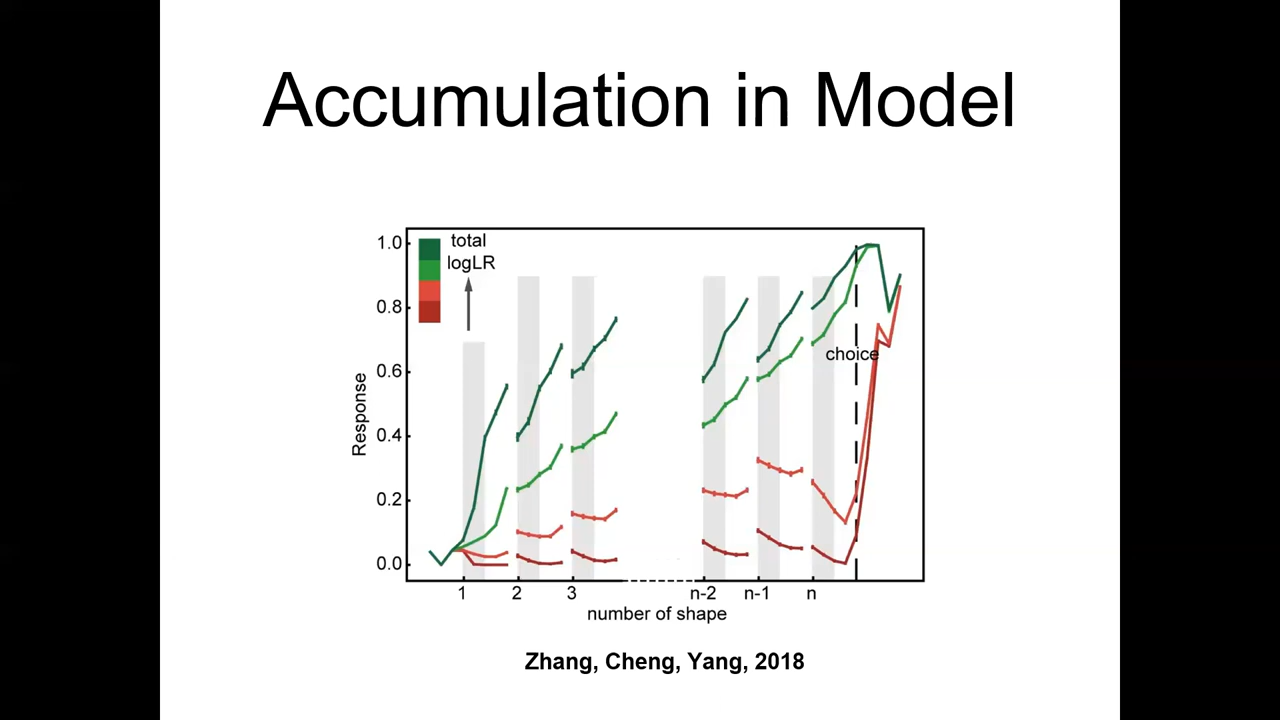 Accumulation in Model
total
logLR
1.0
0.8
0.6
0.4
0.2
0.0
Response
choice
1 2 3 n-2 n-1 n
number of shape
Zhang, Cheng, Yang, 2018